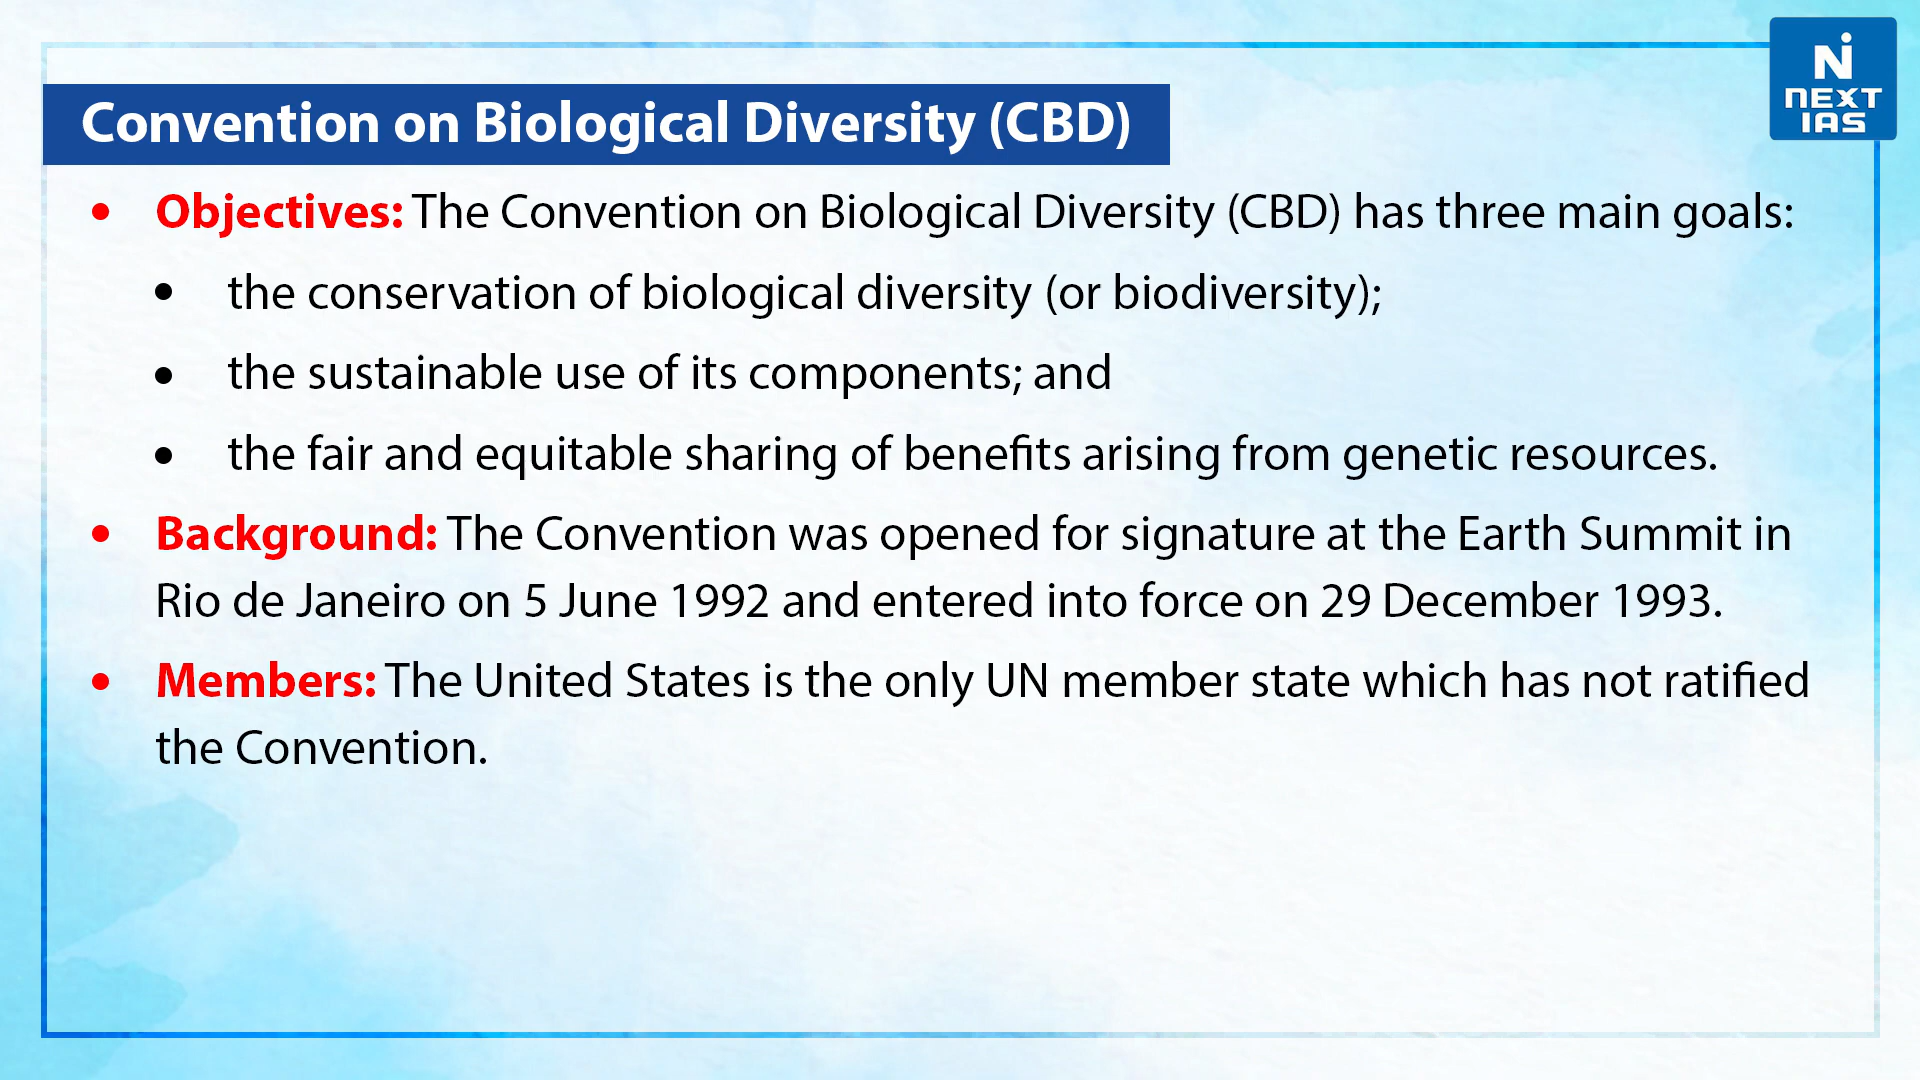 NEXT
IAS
Convention on Biological Diversity (CBD)
• Objectives: The Convention on Biological Diversity (CBD) has three main goals:
• the conservation of biological diversity (or biodiversity);
• the sustainable use of its components; and
• the fair and equitable sharing of benefits arising from genetic resources.
• Background: The Convention was opened for signature at the Earth Summit in
Rio de Janeiro on 5 June 1992 and entered into force on 29 December 1993.
• Members: The United States is the only UN member state which has not ratified
the Convention.